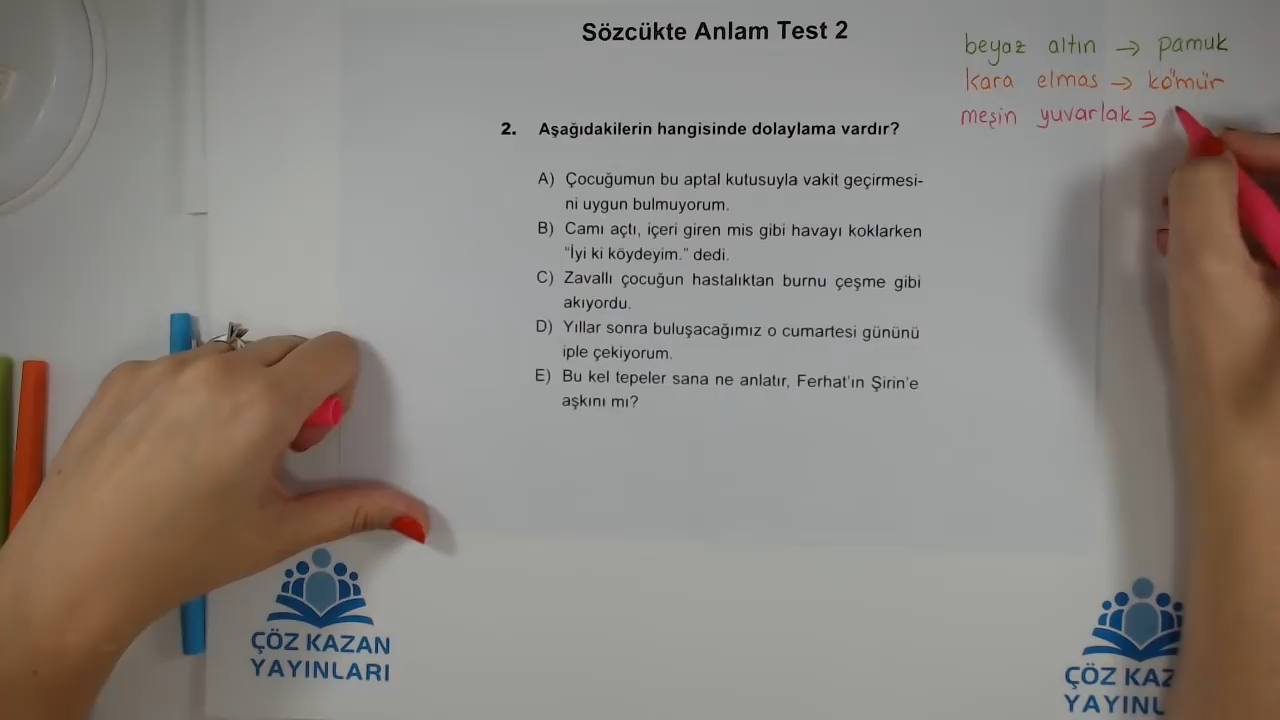 Sözcükte Anlam Test 2
beyaz altın → pamuk
kara elmas → kömür
meşin yuvarlak →
2. Aşağıdakilerin hangisinde dolaylama vardır?
A) Çocuğumun bu aptal kutusuyla vakit geçirmesi-
ni uygun bulmuyorum.
B) Camı açtı, içeri giren mis gibi havayı koklarken
“İyi ki köydeyim.” dedi.
C) Zavallı çocuğun hastalıktan burnu çeşme gibi
akıyordu.
D) Yıllar sonra buluşacağımız o cumartesi gününü
iple çekiyorum.
E) Bu kel tepeler sana ne anlatır, Ferhat’ın Şirin’e
aşkını mı?
ÇÖZ KAZAN
YAYINLARI
ÇÖZ KAZ
YAYINL